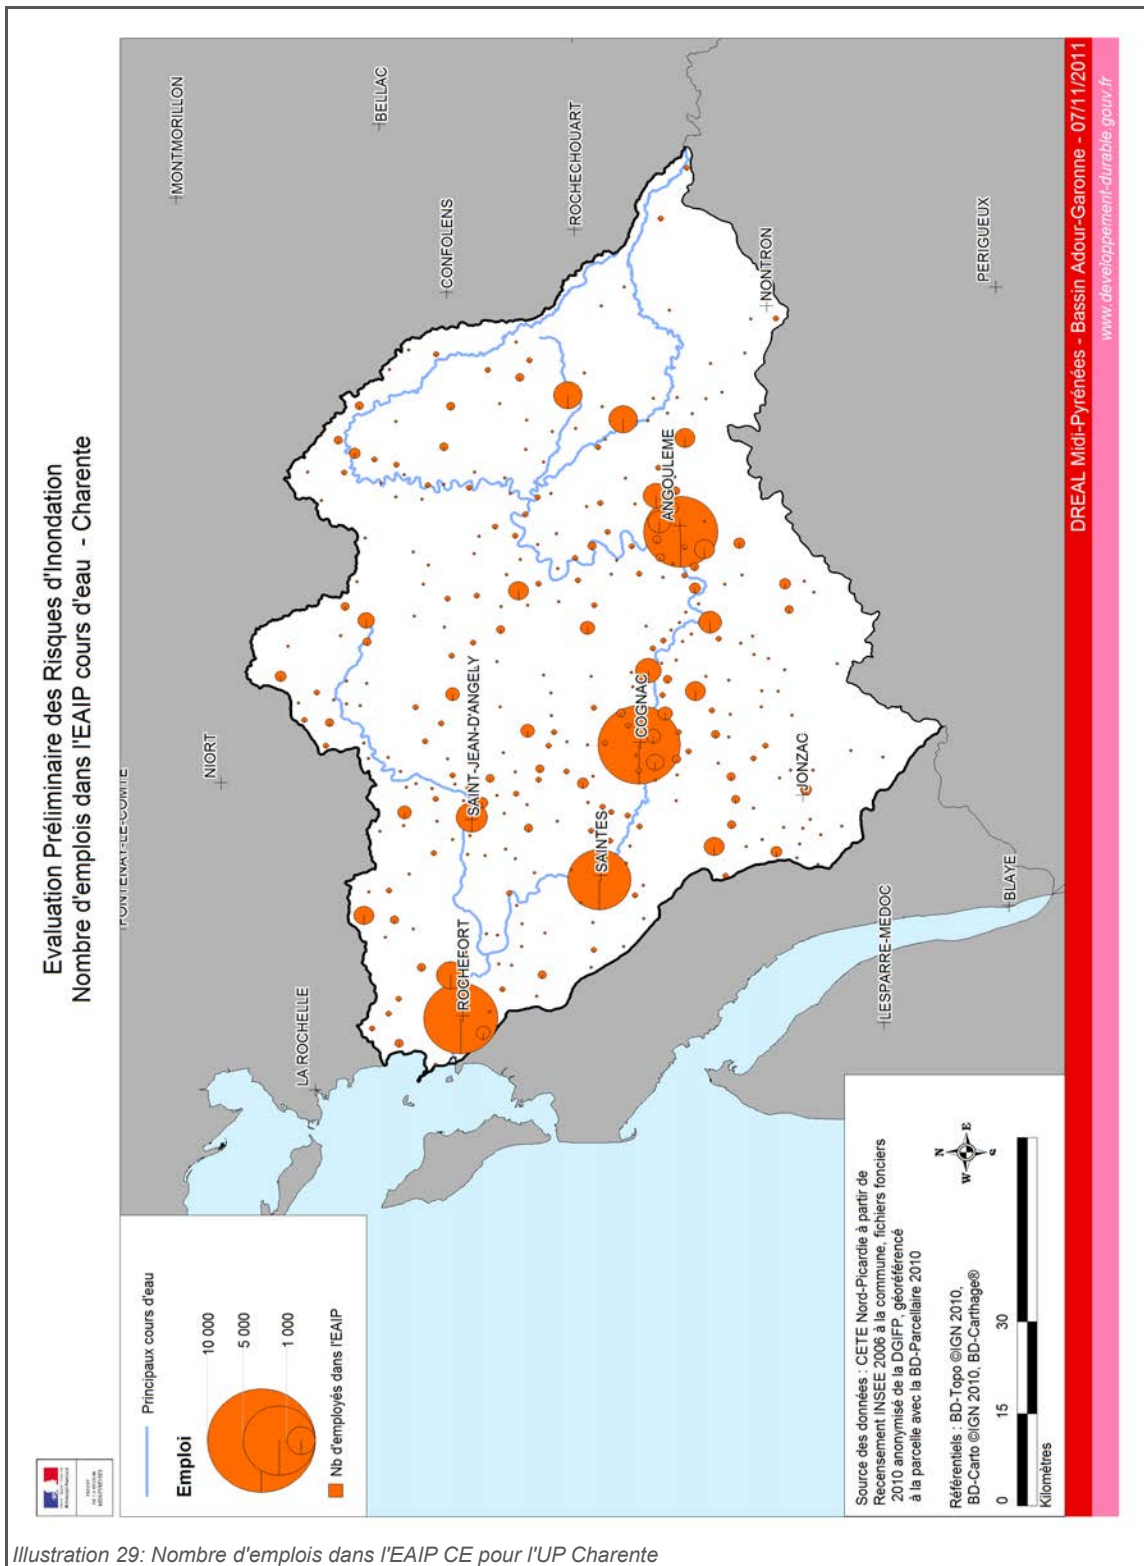 Evaluation Préliminaire des Risques d'Inondation
Nombre d'emplois dans l'EAIP cours d'eau - Charente
Principaux cours d'eau
Emploi
10 000
5 000
1 000
Nb d'employés dans l'EAIP
MONTMORILLON
BELLAC
NIORT
CONFOLENS
ROCHECHOUART
LA ROCHELLE
SAINT-JEAN-D'ANGELY
ROCHEFORT
SAINTES
COGNAC
ANGOULEME
NONTRON
PERIGUEUX
JONZAC
LESPARRE-MEDOC
BLAYE
Source des données : CETE Nord-Picardie à partir de
Recensement INSEE 2006 à la commune, fichiers fonciers
2010 anonymisé de la DGIFP, géoréférencé
à la parcelle avec la BD-Parcellaire 2010
Référentiels : BD-Topo ©IGN 2010,
BD-Carto ©IGN 2010, BD-Carthage®
N
W
E
S
0
15
30
Kilomètres
DREAL Midi-Pyrénées - Bassin Adour-Garonne - 07/11/2011
www.developpement-durable.gouv.fr
Illustration 29: Nombre d'emplois dans l'EAIP CE pour l'UP Charente